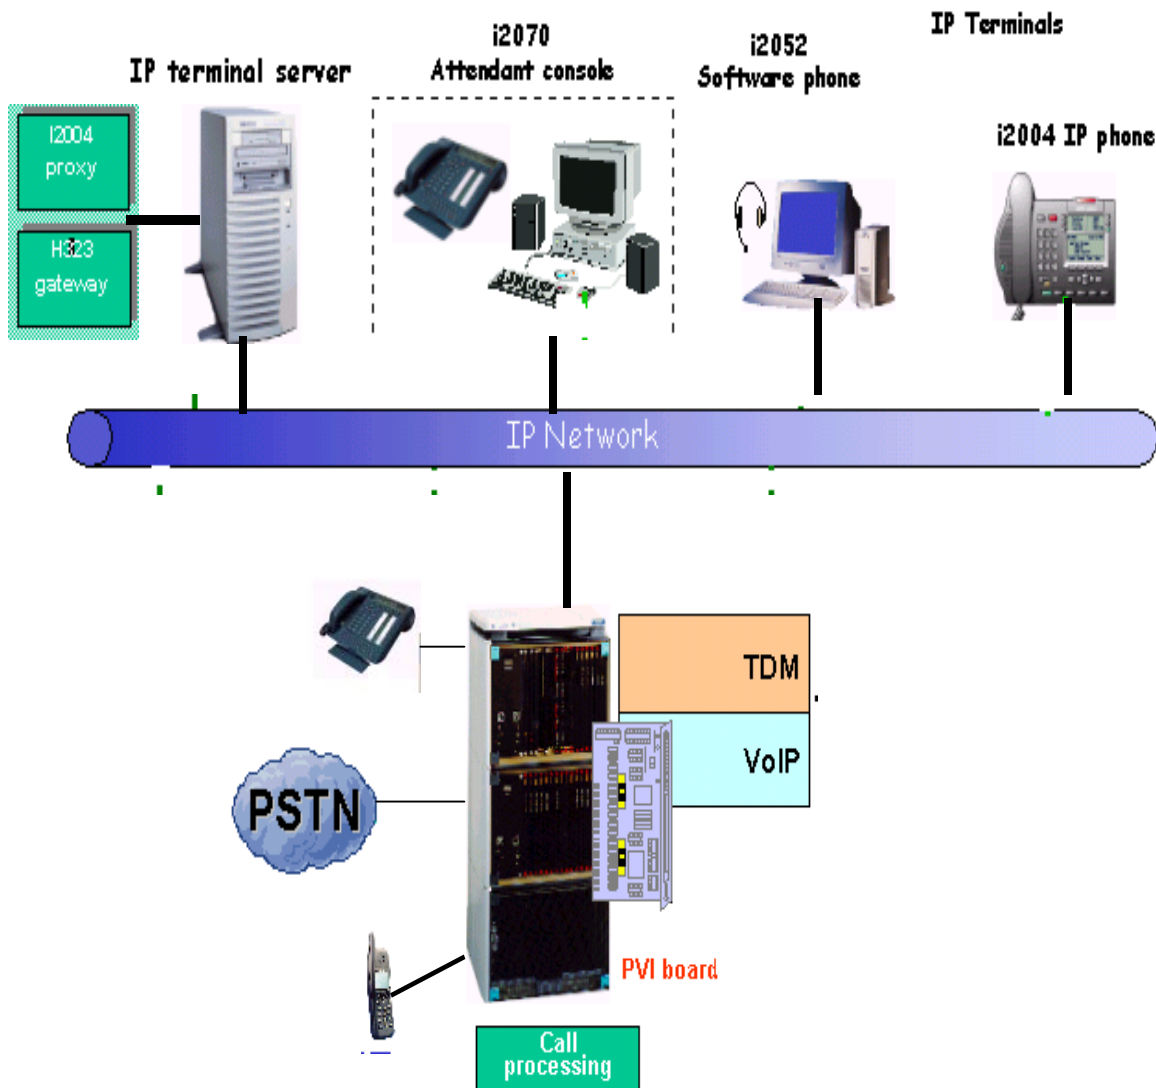 IP Terminals
i2070
Attendant console
i2052
Software phone
IP terminal server
i2004 IP phone
I2004
proxy
H323
gateway
IP Network
TDM
VoIP
PSTN
PVI board
Call
processing